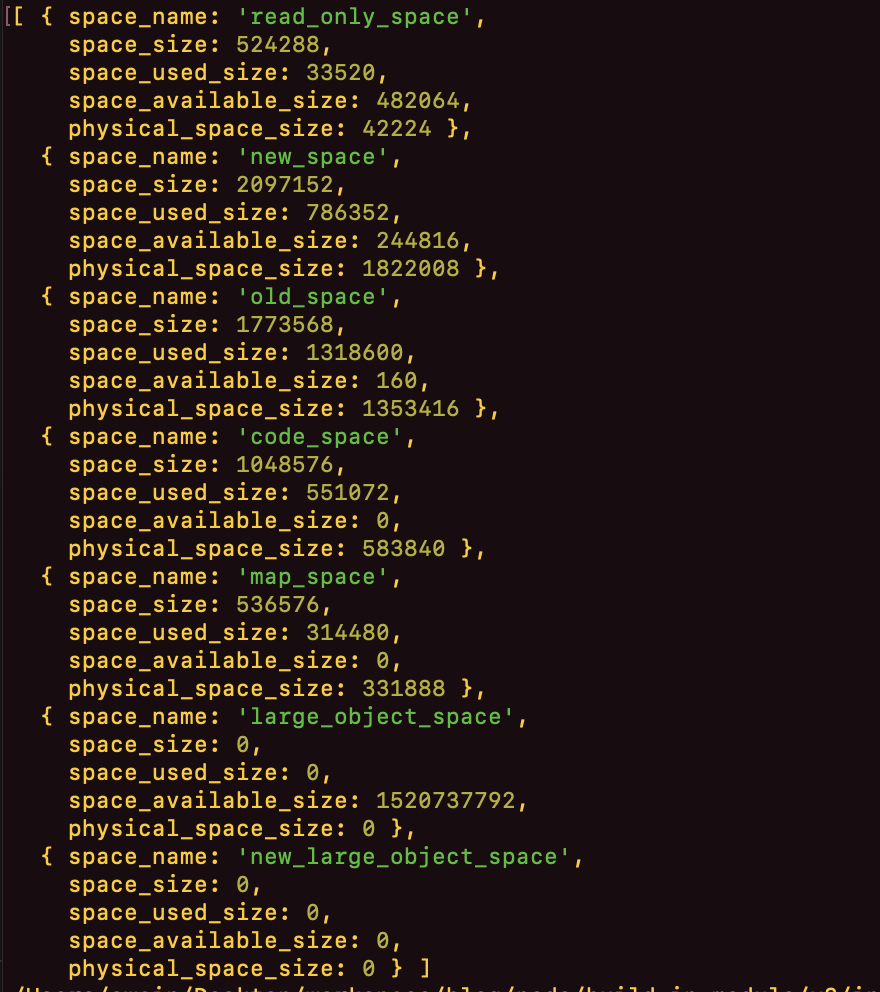 [[ { space_name: 'read_only_space',
space_size: 524288,
space_used_size: 33520,
space_available_size: 482064,
physical_space_size: 42224 },
{ space_name: 'new_space',
space_size: 2097152,
space_used_size: 786352,
space_available_size: 244816,
physical_space_size: 1822008 },
{ space_name: 'old_space',
space_size: 1773568,
space_used_size: 1318600,
space_available_size: 160,
physical_space_size: 1353416 },
{ space_name: 'code_space',
space_size: 1048576,
space_used_size: 551072,
space_available_size: 0,
physical_space_size: 583840 },
{ space_name: 'map_space',
space_size: 536576,
space_used_size: 314480,
space_available_size: 0,
physical_space_size: 331888 },
{ space_name: 'large_object_space',
space_size: 0,
space_used_size: 0,
space_available_size: 1520737792,
physical_space_size: 0 },
{ space_name: 'new_large_object_space',
space_size: 0,
space_used_size: 0,
space_available_size: 0,
physical_space_size: 0 } ]